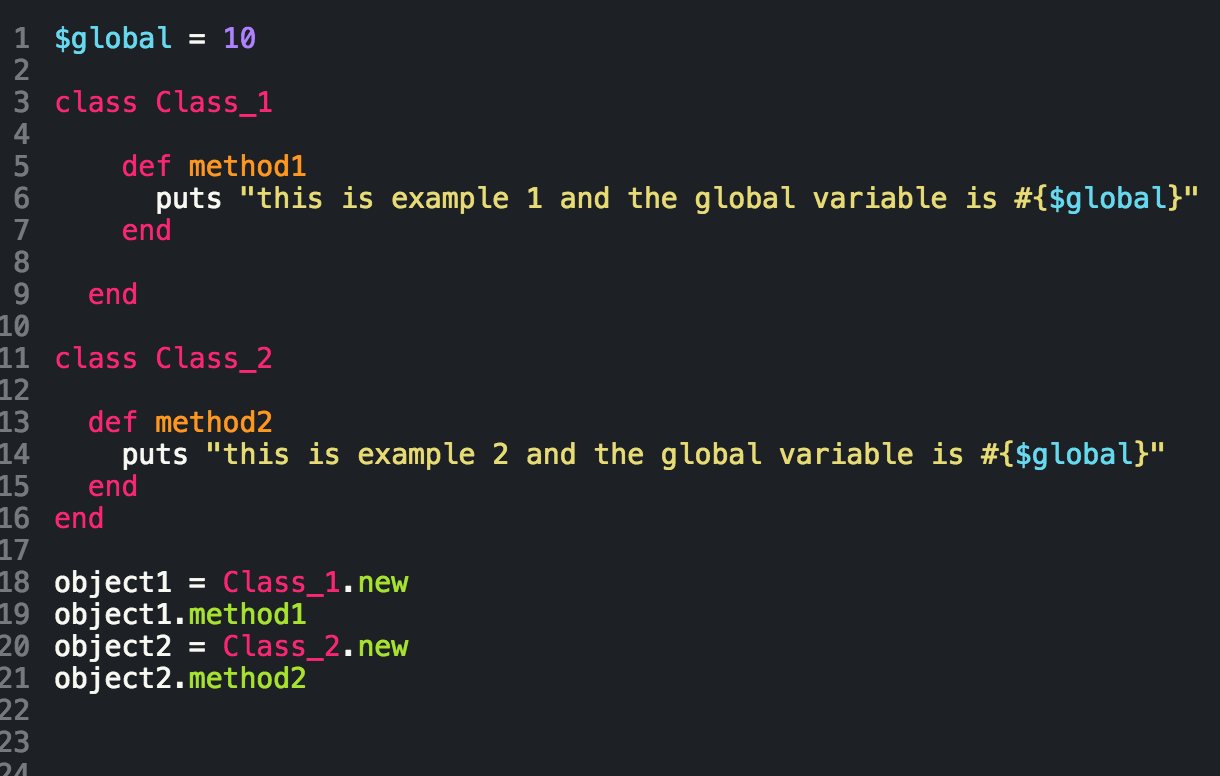 1 $global = 10
2
3 class Class_1
4
5     def method1
6       puts "this is example 1 and the global variable is #{$global}"
7     end
8
9   end
10
11 class Class_2
12
13   def method2
14     puts "this is example 2 and the global variable is #{$global}"
15   end
16 end
17
18 object1 = Class_1.new
19 object1.method1
20 object2 = Class_2.new
21 object2.method2
22
23
24